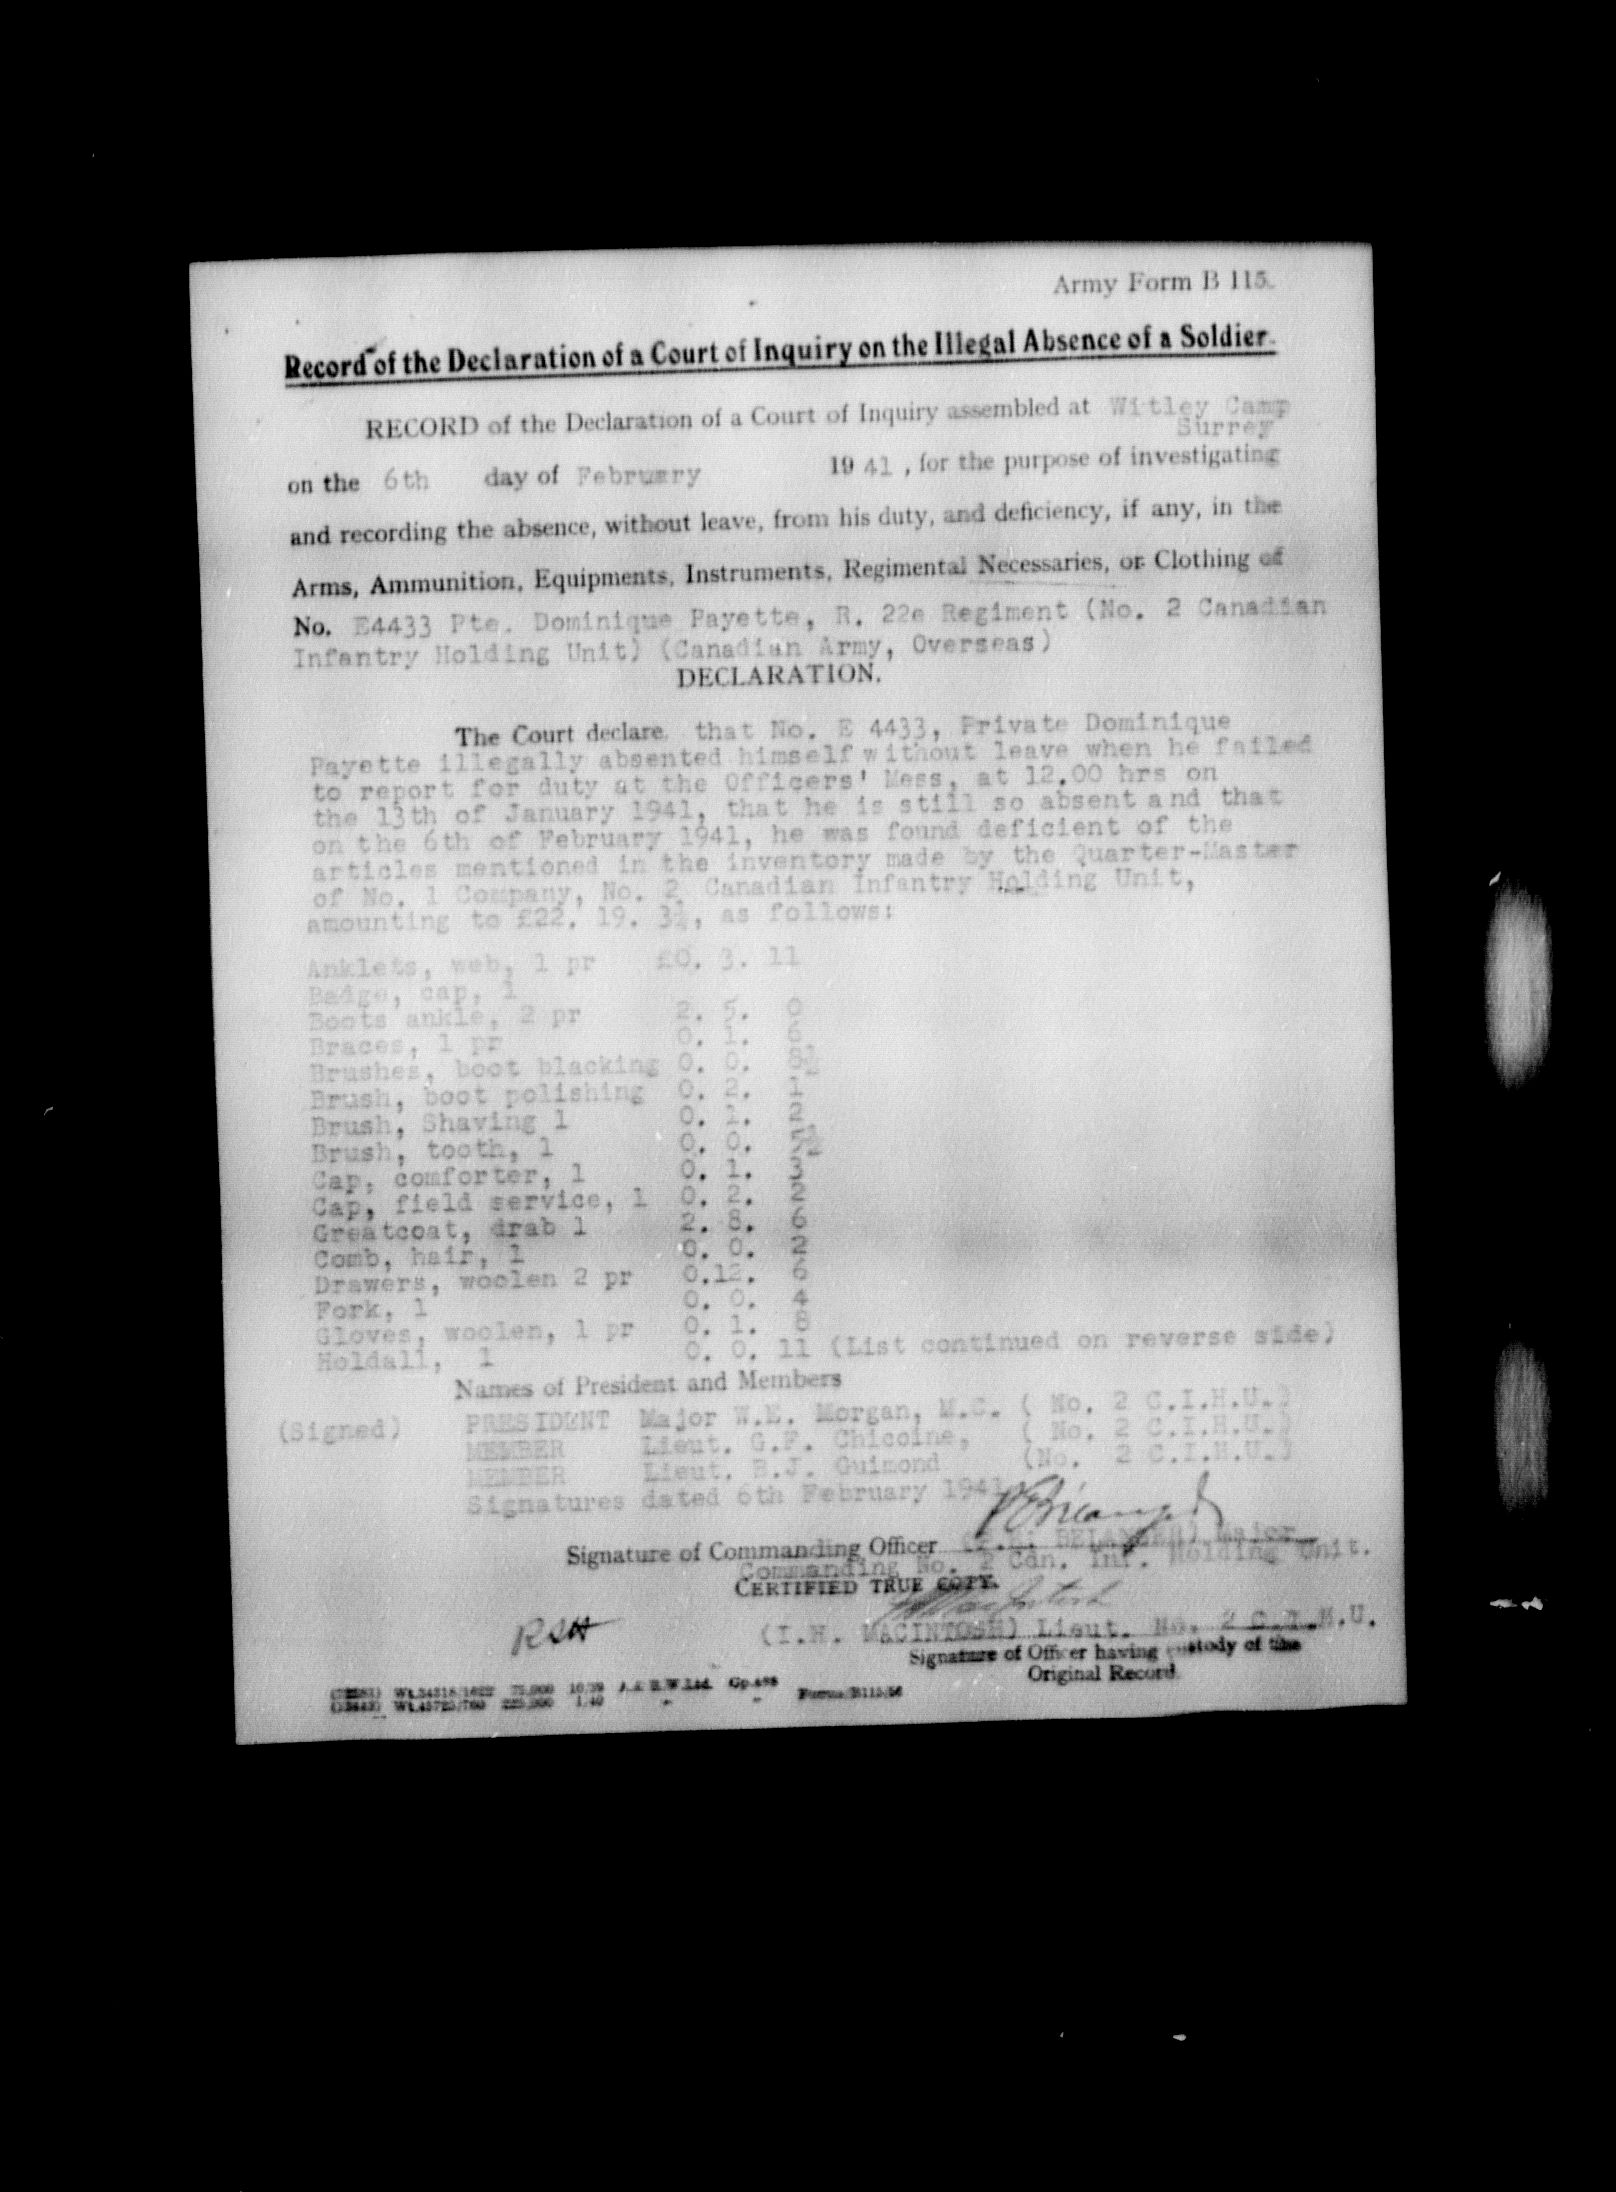 Army Form B 115.
Record of the Declaration of a Court of Inquiry on the Illegal Absence of a Soldier.
RECORD of the Declaration of a Court of Inquiry assembled at Witley Camp
Surrey
on the 6th day of February 1941, for the purpose of investigating
and recording the absence, without leave, from his duty, and deficiency, if any, in the
Arms, Ammunition, Equipments, Instruments, Regimental Necessaries, or Clothing of
No. E4433 Pte. Dominique Payette, R. 22e Regiment (No. 2 Canadian
Infantry Holding Unit) (Canadian Army, Overseas)
DECLARATION.
The Court declare that No. E 4433, Private Dominique
Payette illegally absented himself without leave when he failed
to report for duty at the Officers' Mess, at 12.00 hrs on
the 13th of January 1941, that he is still so absent and that
on the 6th of February 1941, he was found deficient of the
articles mentioned in the inventory made by the Quarter-Master
of No. 1 Company, No. 2 Canadian Infantry Holding Unit,
amounting to £22. 19. 3½, as follows:
Anklets, web, 1 pr £0. 3. 11
Badge, cap, 1
Boots ankle, 2 pr 2. 5. 0
Braces, 1 pr 0. 1. 6
Brushes, boot blacking 0. 0. 8½
Brush, boot polishing 0. 2. 1
Brush, Shaving 1 0. 1. 2
Brush, tooth, 1 0. 0.
Cap, comforter, 1 0. 1. 3
Cap, field service, 1 0. 2. 2
Greatcoat, drab 1 2. 8. 6
Comb, hair, 1 0. 0. 2
Drawers, woolen 2 pr 0.12. 6
Fork, 1 0. 0. 4
Gloves, woolen, 1 pr 0. 1. 8
Holdall, 1 0. 0. 11 (List continued on reverse side)
Names of President and Members
(Signed) PRESIDENT Major W.E. Morgan, M.C. ( No. 2 C.I.H.U.)
MEMBER Lieut. G.F. Chicoine, ( No. 2 C.I.H.U.)
MEMBER Lieut. B.J. Guimond (No. 2 C.I.H.U.)
Signatures dated 6th February 1941
Signature of Commanding Officer BELANGER) Major
Commanding No. 2 Cdn. Inf. Holding Unit.
CERTIFIED TRUE COPY.
(I.H. MACINTOSH) Lieut. No. 2 C.I.H.U.
Signature of Officer having custody of the
Original Record.